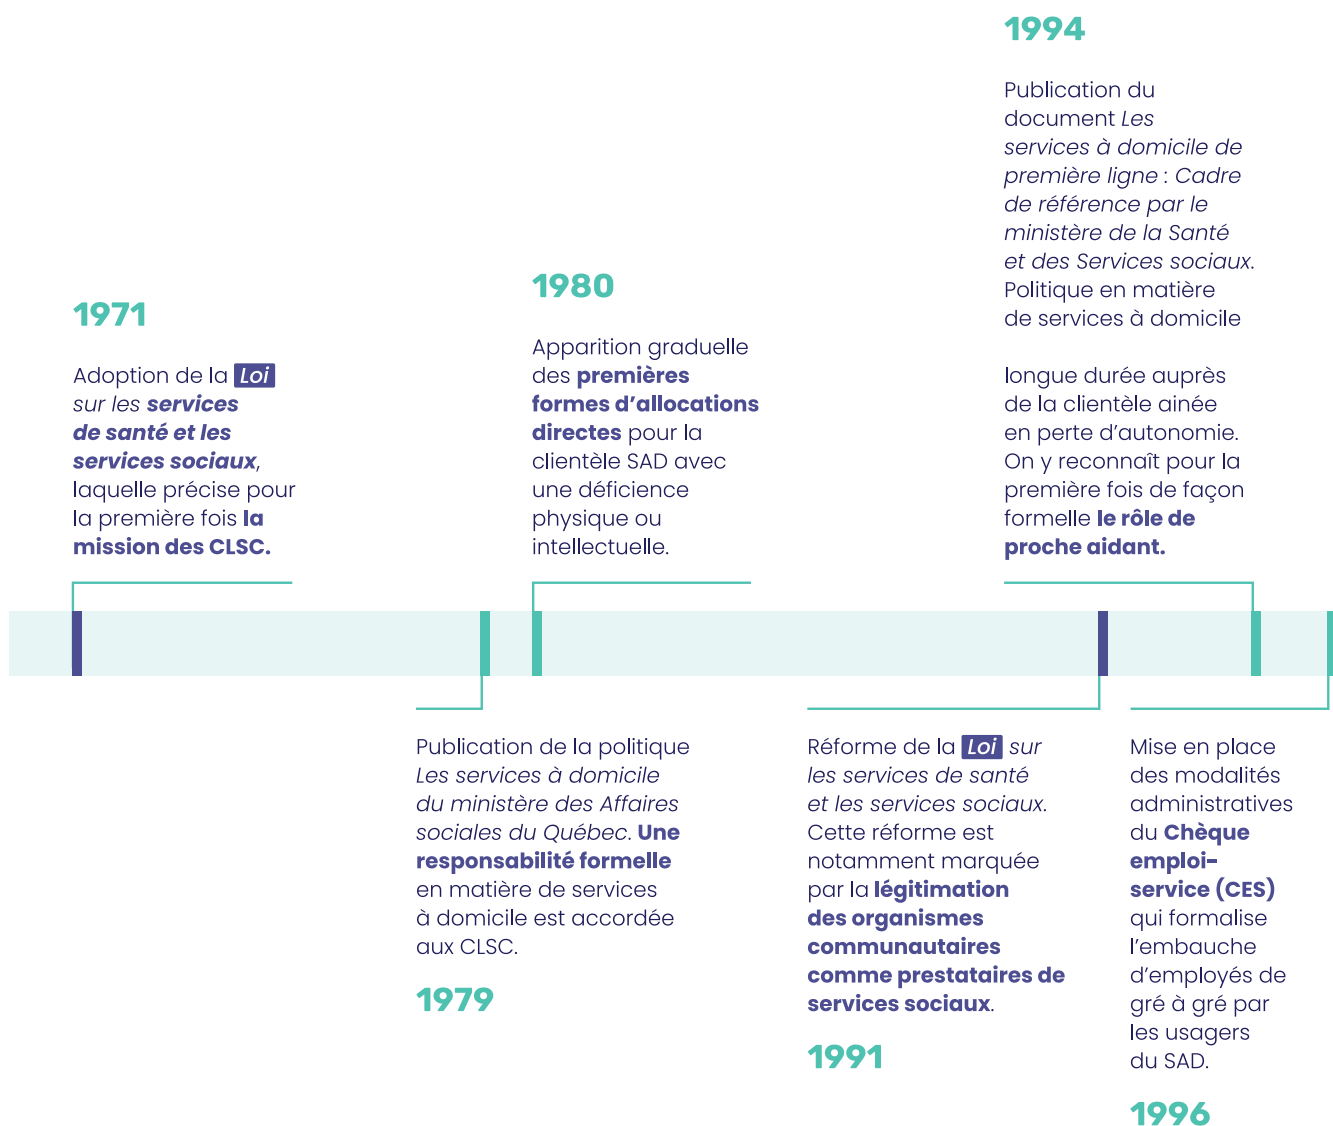 1971
Adoption de la Loi
sur les services
de santé et les
services sociaux,
laquelle précise pour
la première fois la
mission des CLSC.
1980
Apparition graduelle
des premières
formes d’allocations
directes pour la
clientèle SAD avec
une déficience
physique ou
intellectuelle.
1994
Publication du
document Les
services à domicile de
première ligne : Cadre
de référence par le
ministère de la Santé
et des Services sociaux.
Politique en matière
de services à domicile
longue durée auprès
de la clientèle ainée
en perte d’autonomie.
On y reconnaît pour la
première fois de façon
formelle le rôle de
proche aidant.
Publication de la politique
Les services à domicile
du ministère des Affaires
sociales du Québec. Une
responsabilité formelle
en matière de services
à domicile est accordée
aux CLSC.
1979
Réforme de la Loi sur
les services de santé
et les services sociaux.
Cette réforme est
notamment marquée
par la légitimation
des organismes
communautaires
comme prestataires de
services sociaux.
1991
Mise en place
des modalités
administratives
du Chèque
emploi-
service (CES)
qui formalise
l’embauche
d’employés de
gré à gré par
les usagers
du SAD.
1996